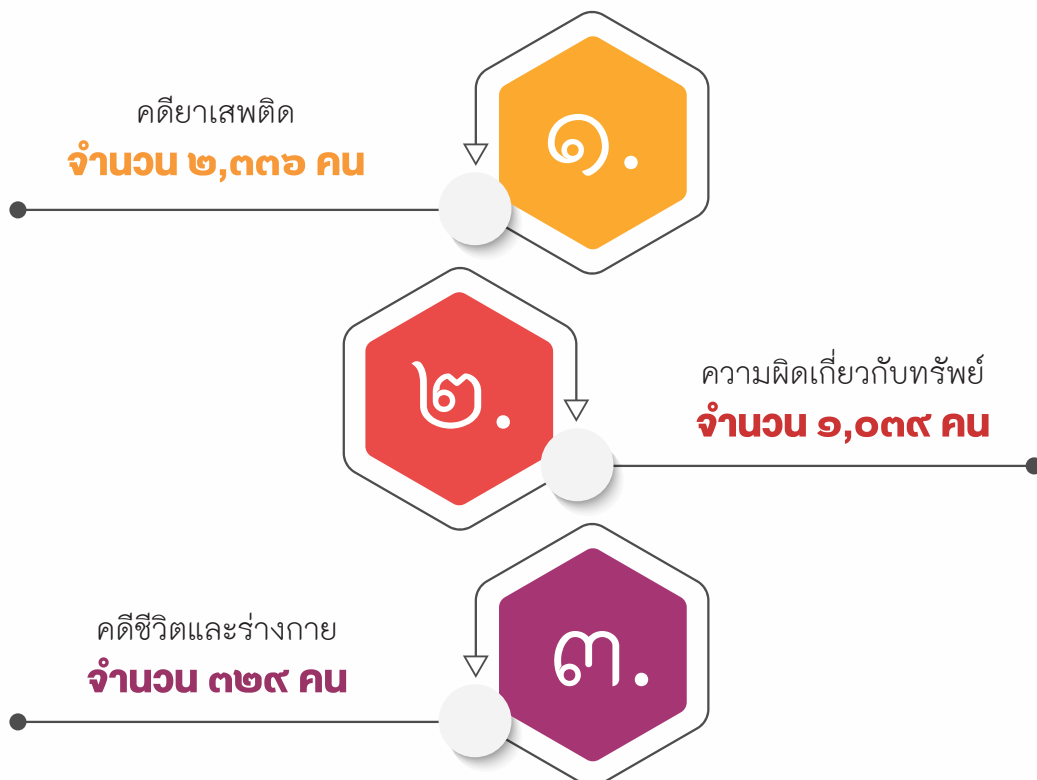 ๑.
คดียาเสพติด
จำนวน ๒,๓๓๖ คน
๒.
ความผิดเกี่ยวกับทรัพย์
จำนวน ๑,๐๓๙ คน
๓.
คดีชีวิตและร่างกาย
จำนวน ๓๒๙ คน